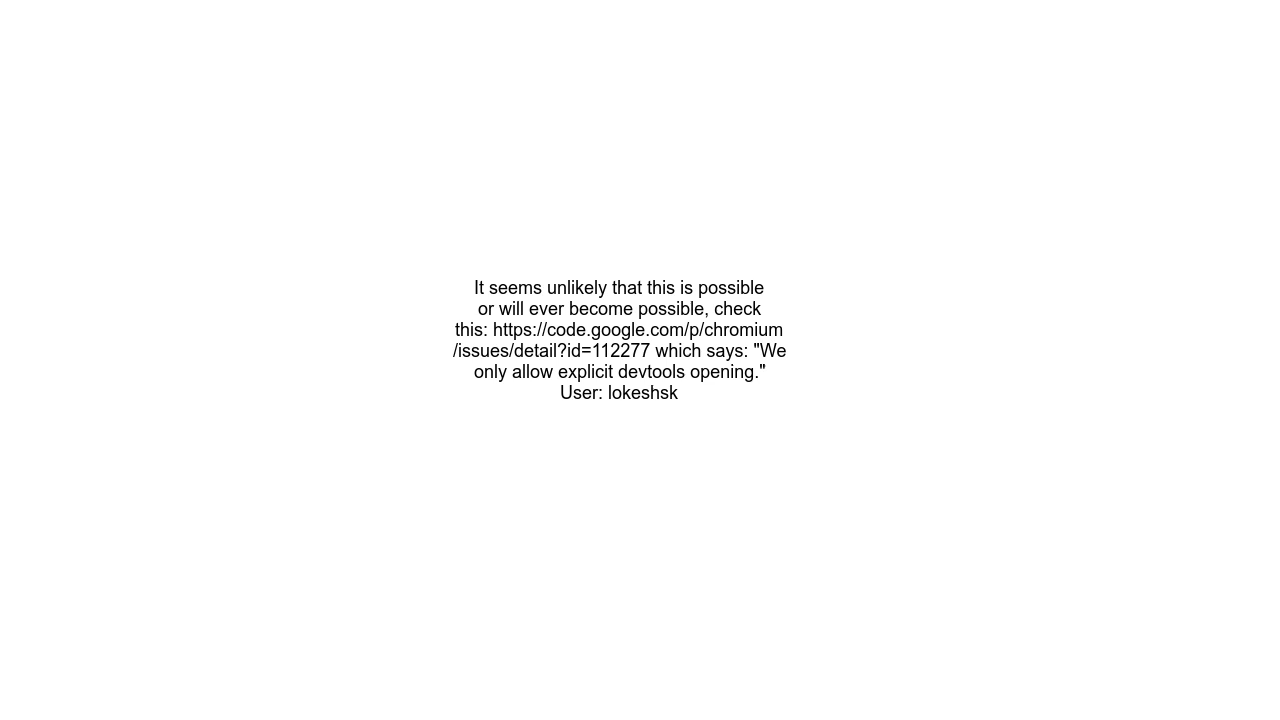 It seems unlikely that this is possible
or will ever become possible, check
this: https://code.google.com/p/chromium
/issues/detail?id=112277 which says: "We
only allow explicit devtools opening."
User: lokeshsk